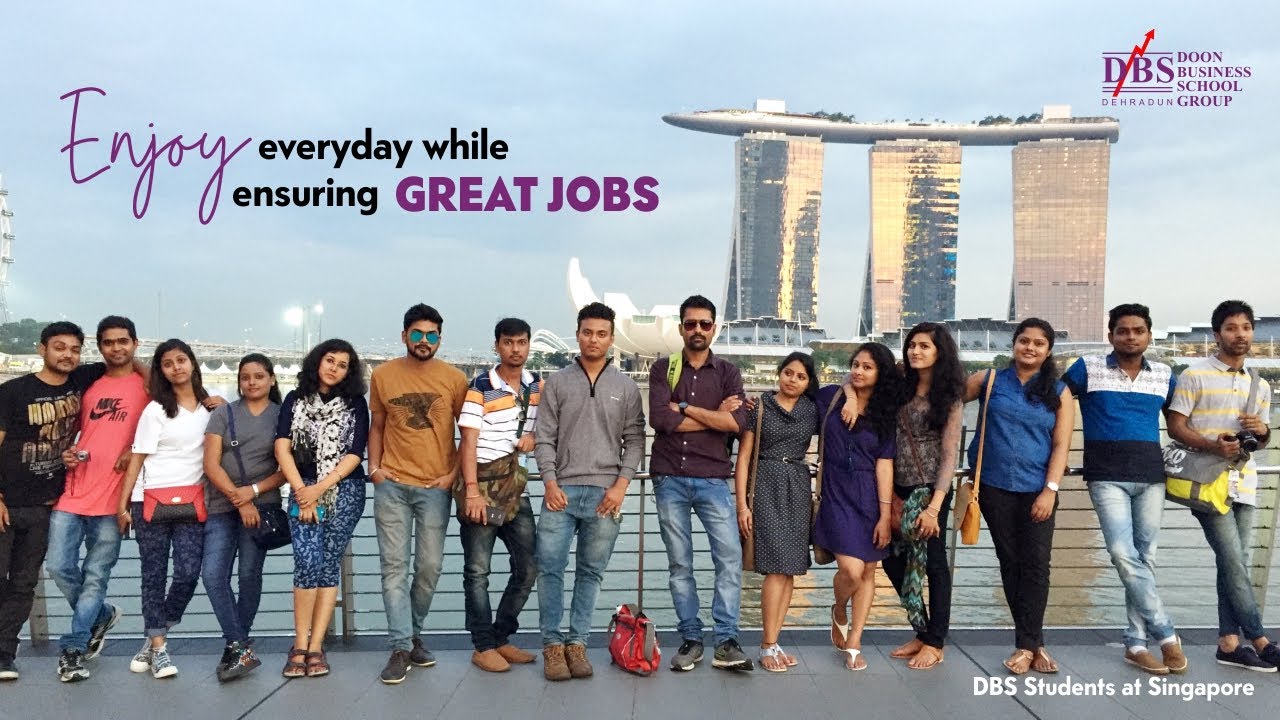 Enjoy everyday while
ensuring GREAT JOBS
DBS DOON
BUSINESS
SCHOOL
DEHRADUN GROUP
NIKE
AIR
DBS Students at Singapore